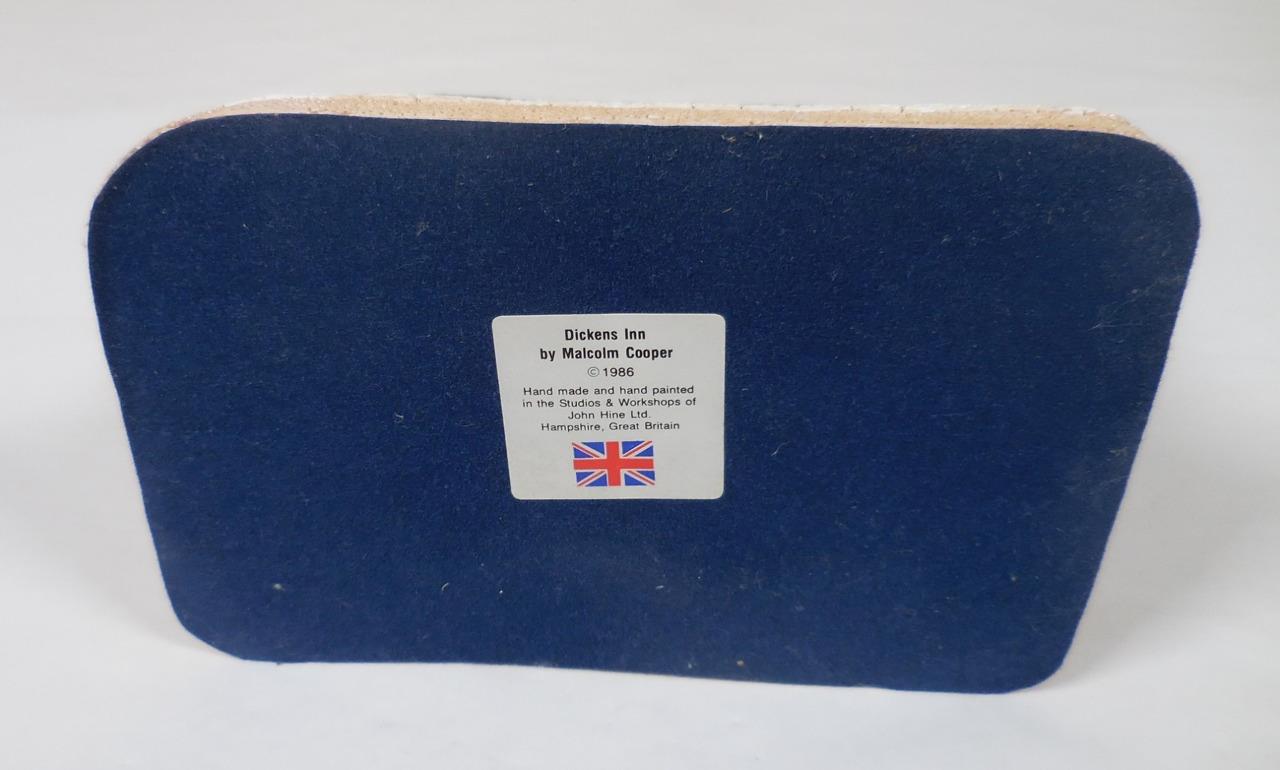 Dickens Inn
by Malcolm Cooper
©1986
Hand made and hand painted
in the Studios & Workshops of
John Hine Ltd.
Hampshire, Great Britain